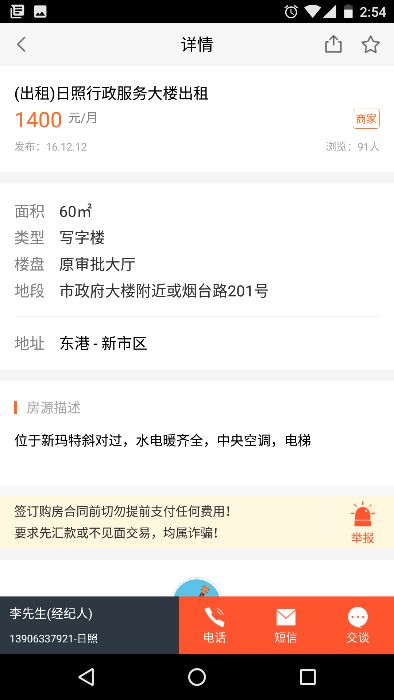 2:54
详情
(出租)日照行政服务大楼出租
1400 元/月
商家
发布：16.12.12
浏览：91人
面积 60㎡
类型 写字楼
楼盘 原审批大厅
地段 市政府大楼附近或烟台路201号
地址 东港 - 新市区
房源描述
位于新玛特斜对过，水电暖齐全，中央空调，电梯
签订购房合同前切勿提前支付任何费用！
要求先汇款或不见面交易，均属诈骗！
举报
李先生(经纪人)
13906337921-日照
电话
短信
交谈